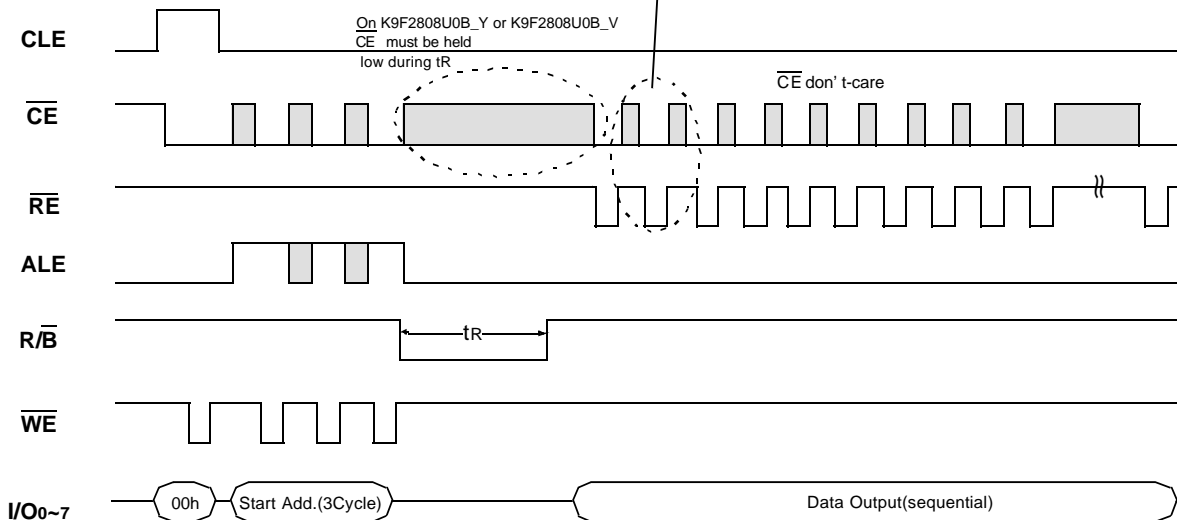 CLE
On K9F2808U0B_Y or K9F2808U0B_V
CE must be held
low during tR
CE don' t-care
CE
RE
ALE
R/B
tR
WE
I/O0~7
00h
Start Add.(3Cycle)
Data Output(sequential)